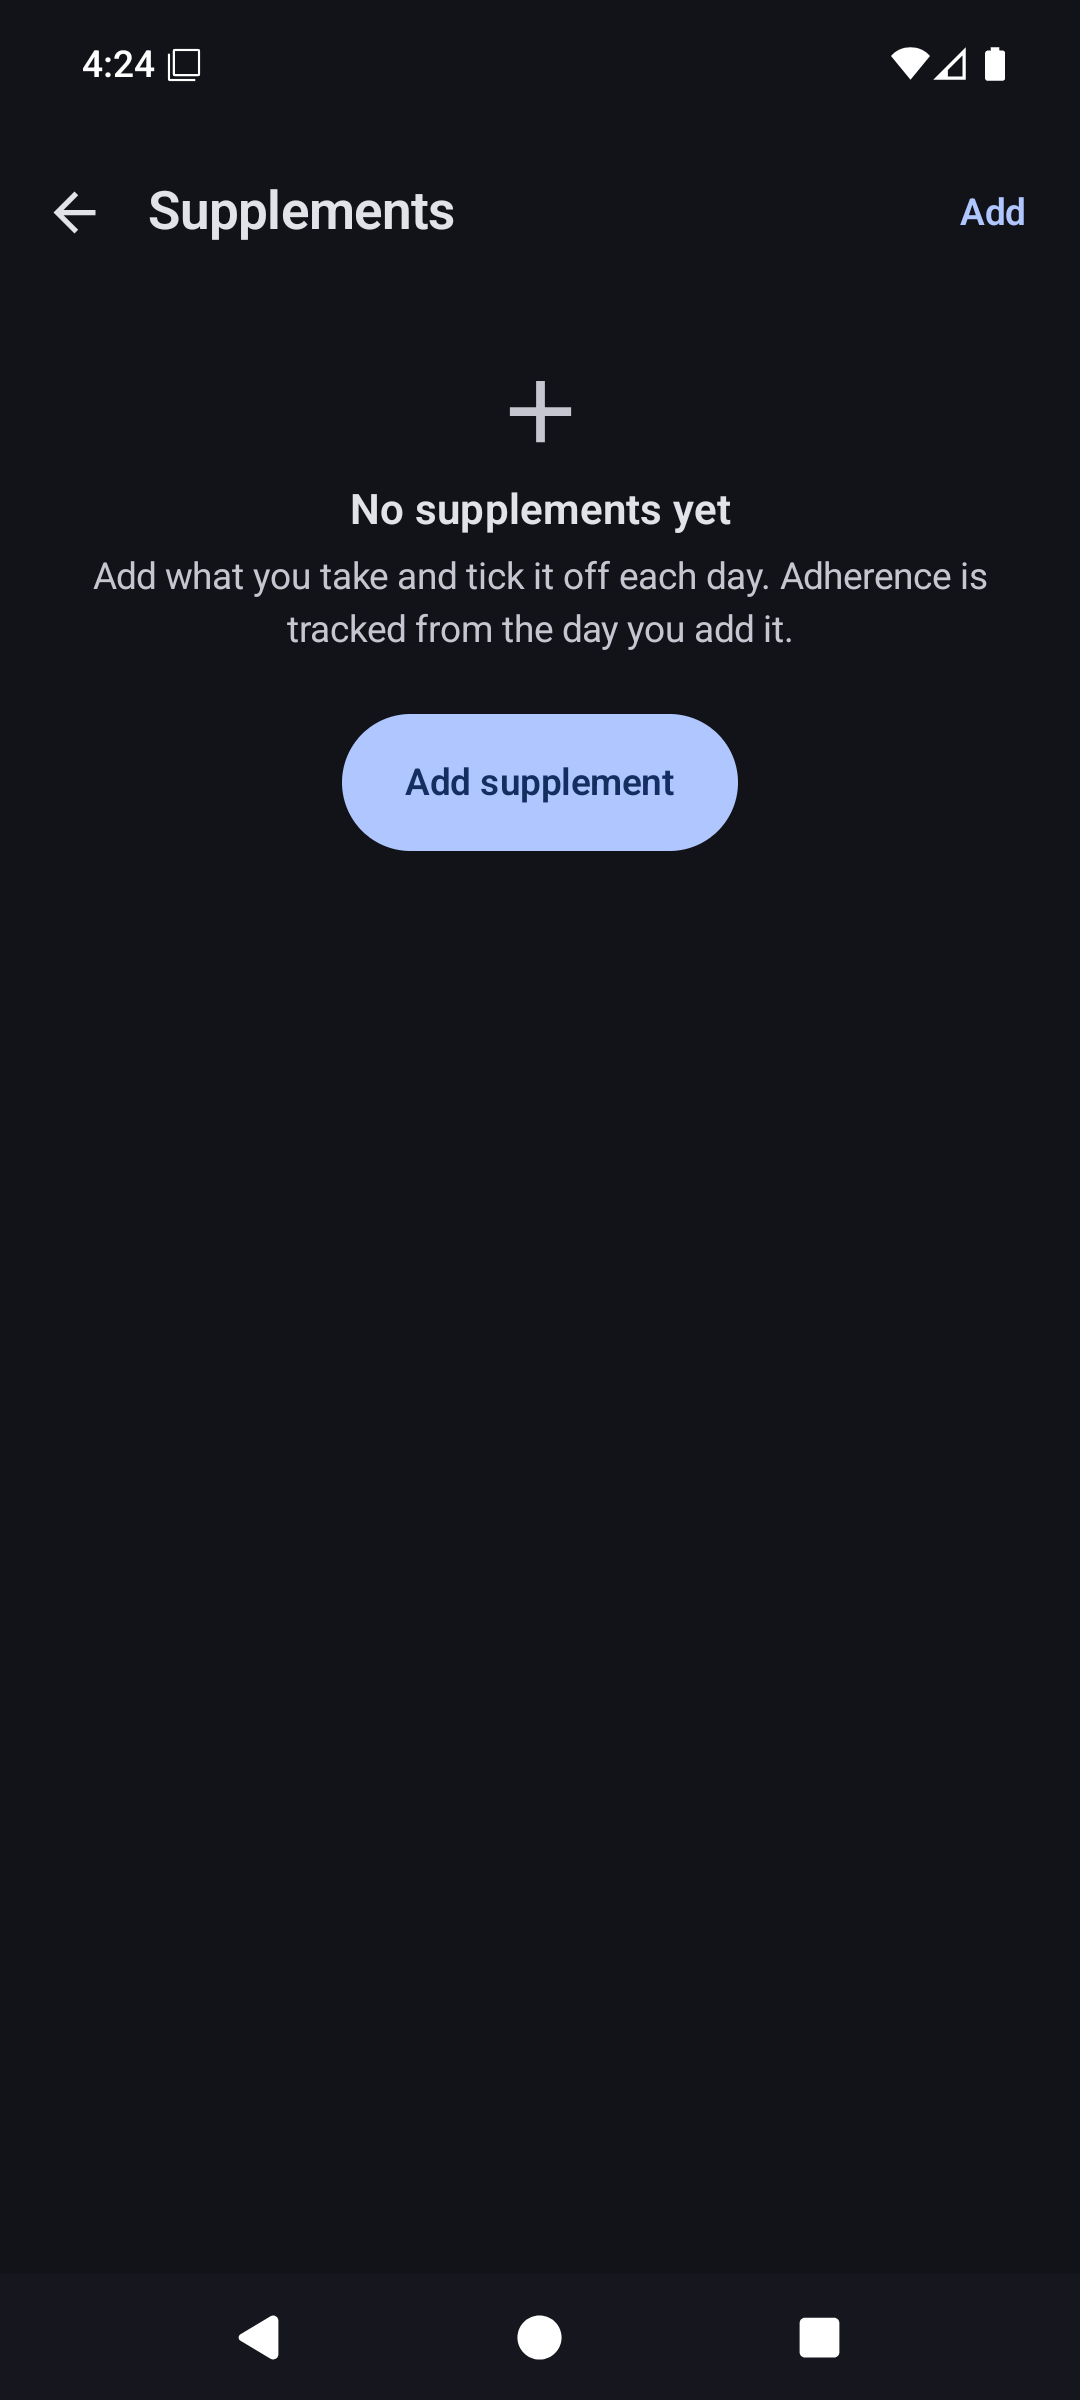 4:24
Supplements
Add
No supplements yet
Add what you take and tick it off each day. Adherence is
tracked from the day you add it.
Add supplement